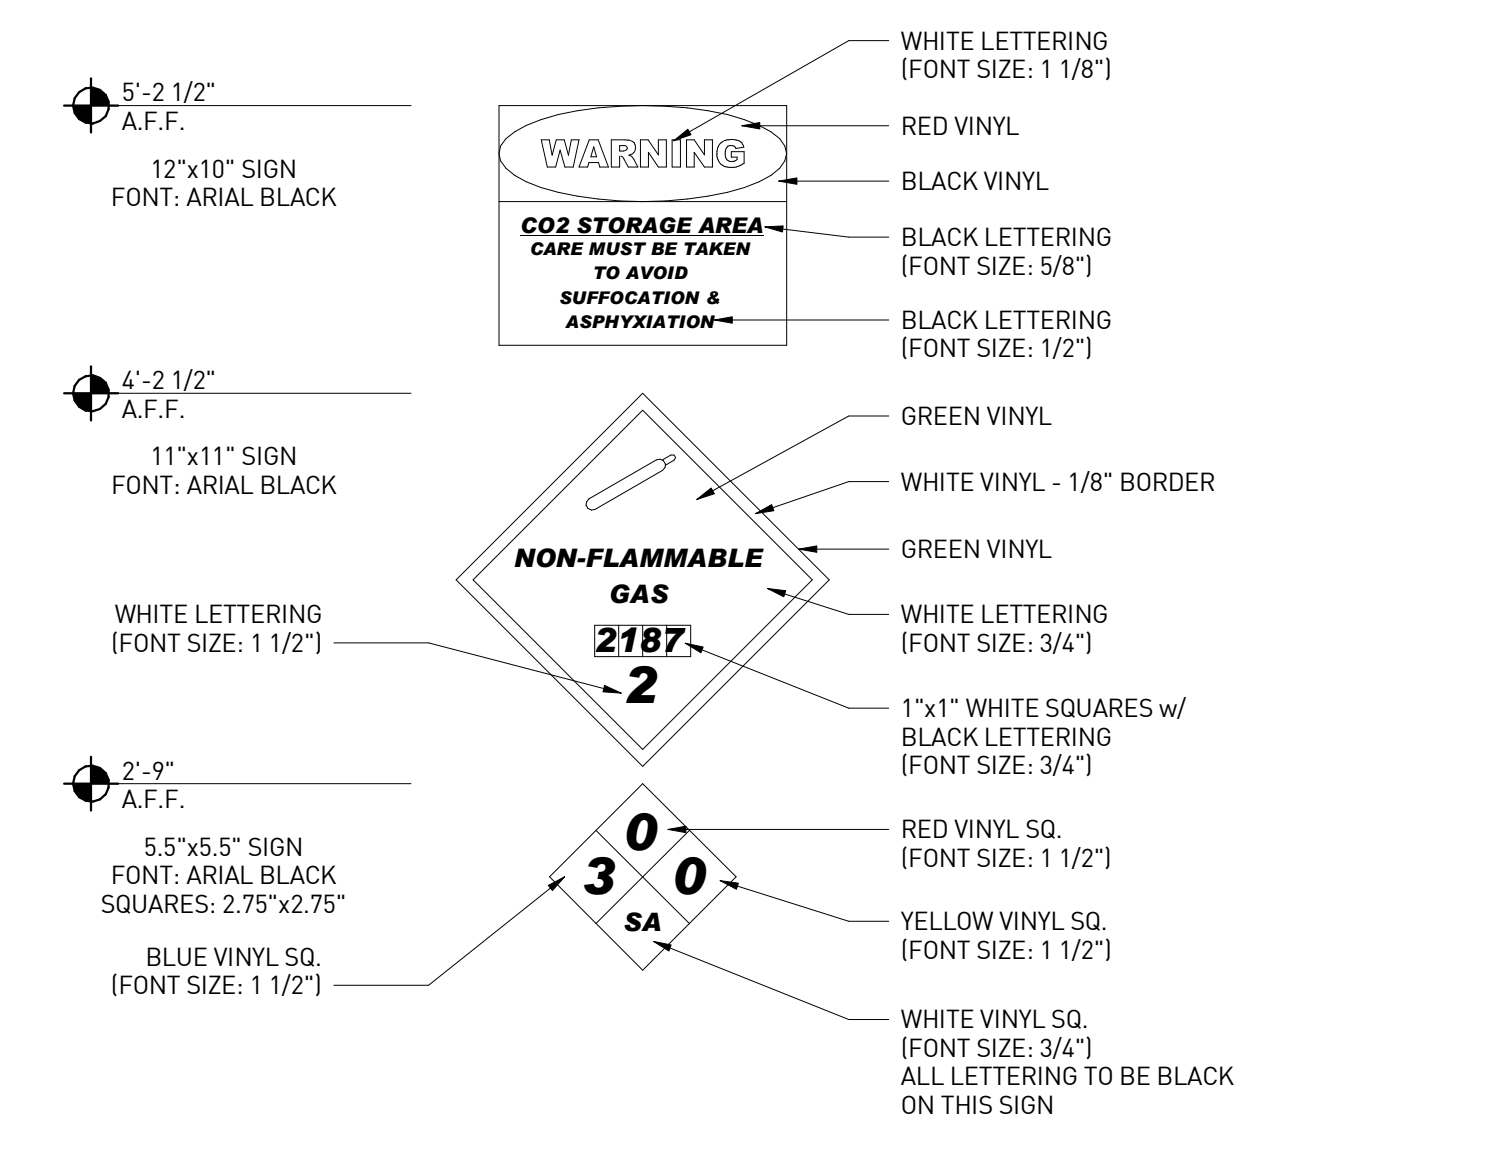 5'-2 1/2"
A.F.F.
12"x10" SIGN
FONT: ARIAL BLACK
WARNING
CO2 STORAGE AREA
CARE MUST BE TAKEN
TO AVOID
SUFFOCATION &
ASPHYXIATION
WHITE LETTERING
(FONT SIZE: 1 1/8")
RED VINYL
BLACK VINYL
BLACK LETTERING
(FONT SIZE: 5/8")
BLACK LETTERING
(FONT SIZE: 1/2")
4'-2 1/2"
A.F.F.
11"x11" SIGN
FONT: ARIAL BLACK
WHITE LETTERING
(FONT SIZE: 1 1/2")
NON-FLAMMABLE
GAS
2187
2
GREEN VINYL
WHITE VINYL - 1/8" BORDER
GREEN VINYL
WHITE LETTERING
(FONT SIZE: 3/4")
1"x1" WHITE SQUARES w/
BLACK LETTERING
(FONT SIZE: 3/4")
2'-9"
A.F.F.
5.5"x5.5" SIGN
FONT: ARIAL BLACK
SQUARES: 2.75"x2.75"
BLUE VINYL SQ.
(FONT SIZE: 1 1/2")
0
3 0
SA
RED VINYL SQ.
(FONT SIZE: 1 1/2")
YELLOW VINYL SQ.
(FONT SIZE: 1 1/2")
WHITE VINYL SQ.
(FONT SIZE: 3/4")
ALL LETTERING TO BE BLACK
ON THIS SIGN